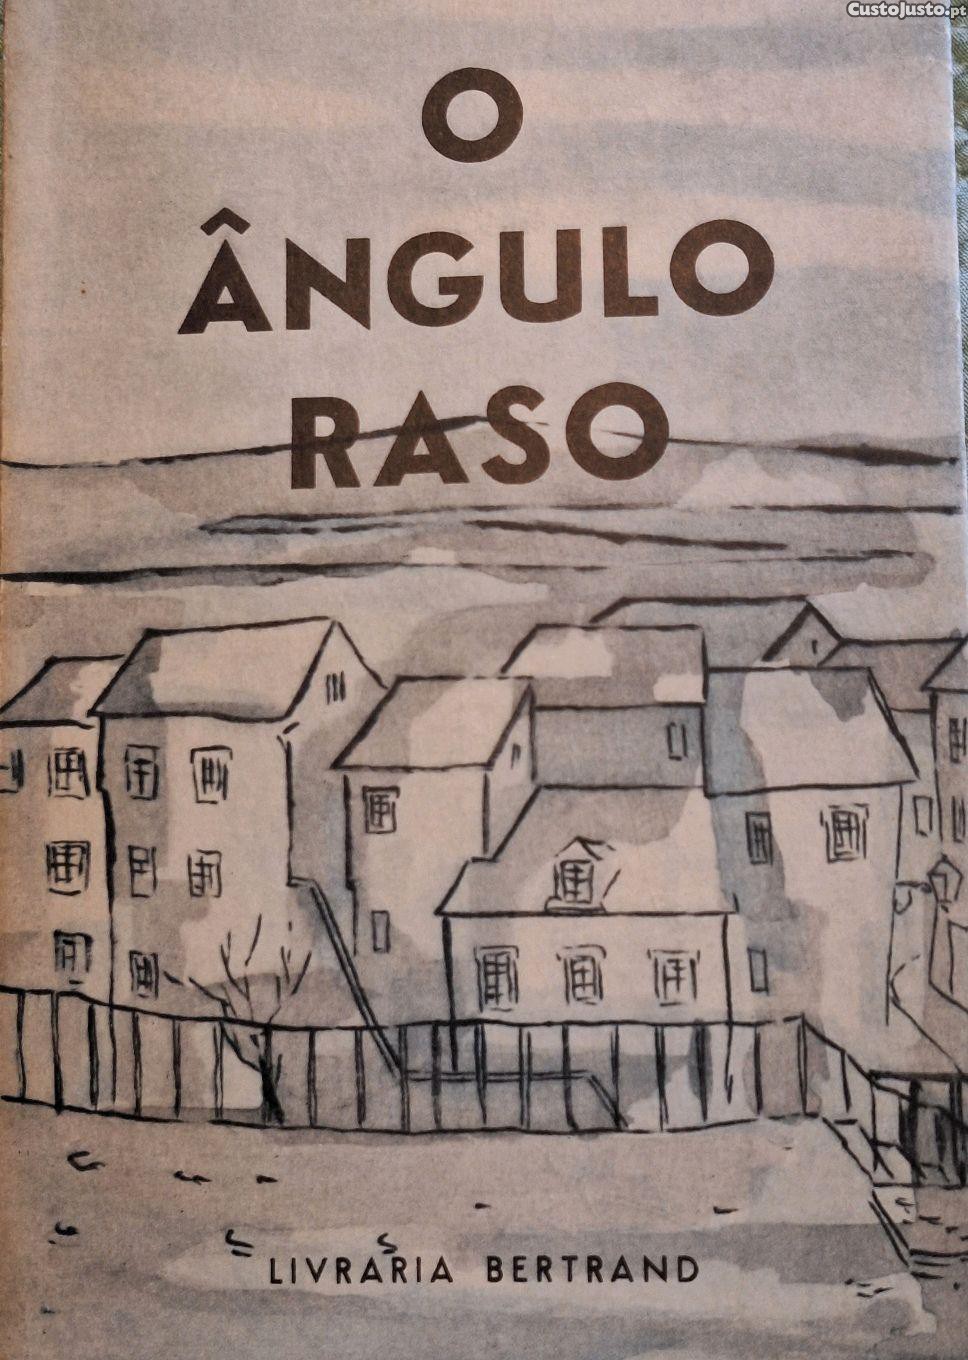 CustoJusto.pt
O
ÂNGULO
RASO
LIVRARIA BERTRAND